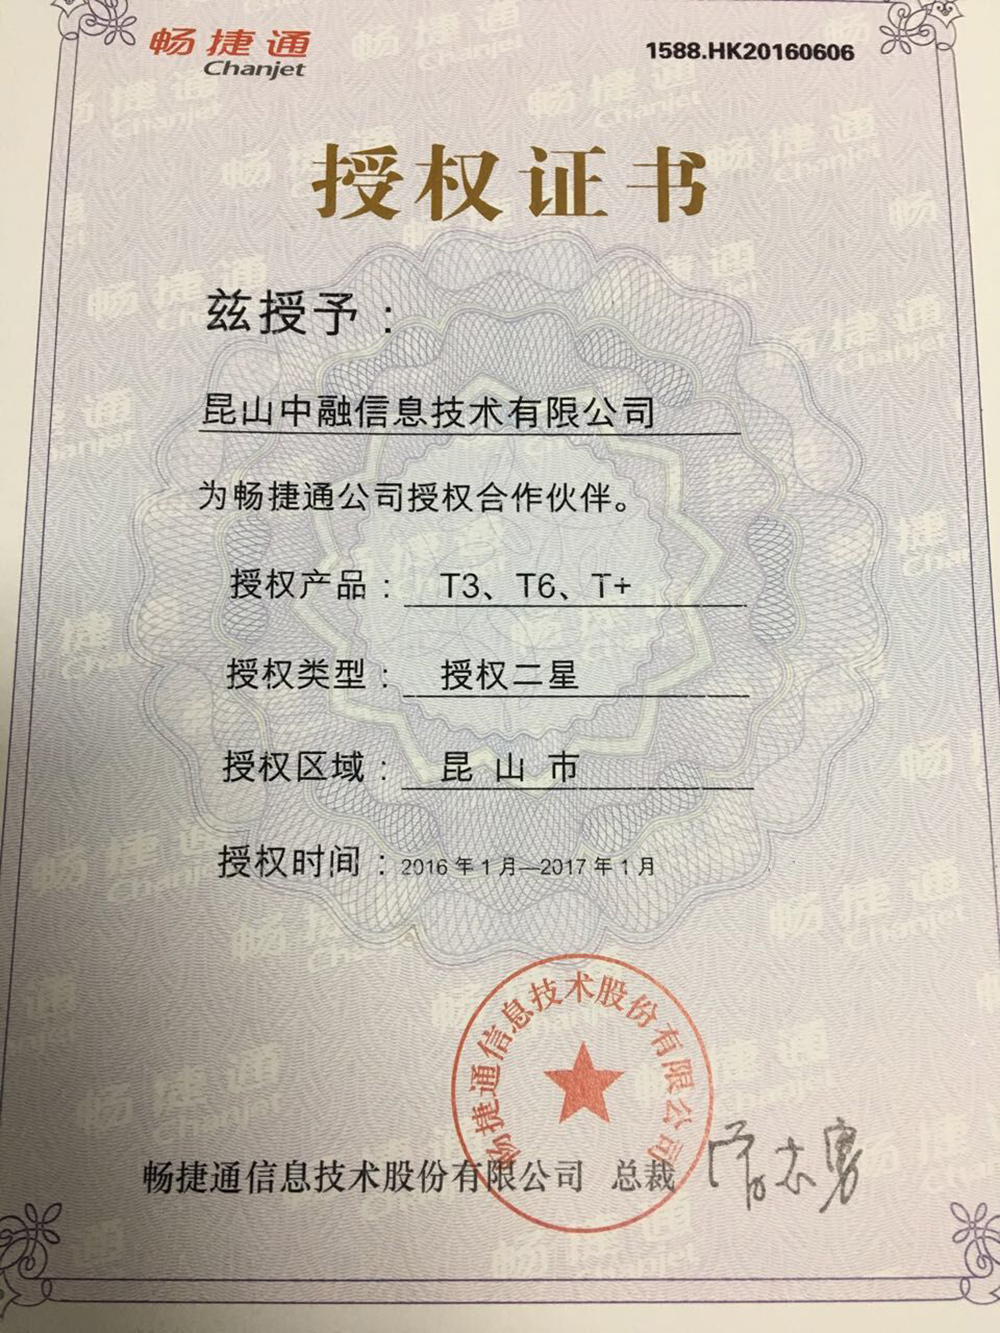 畅捷通
Chanjet
1588.HK20160606
授权证书
兹授予：
昆山中融信息技术有限公司
为畅捷通公司授权合作伙伴。
授权产品： T3、T6、T+
授权类型： 授权二星
授权区域： 昆 山 市
授权时间：2016年1月—2017年1月
畅捷通信息技术股份有限公司
畅捷通信息技术股份有限公司 总裁